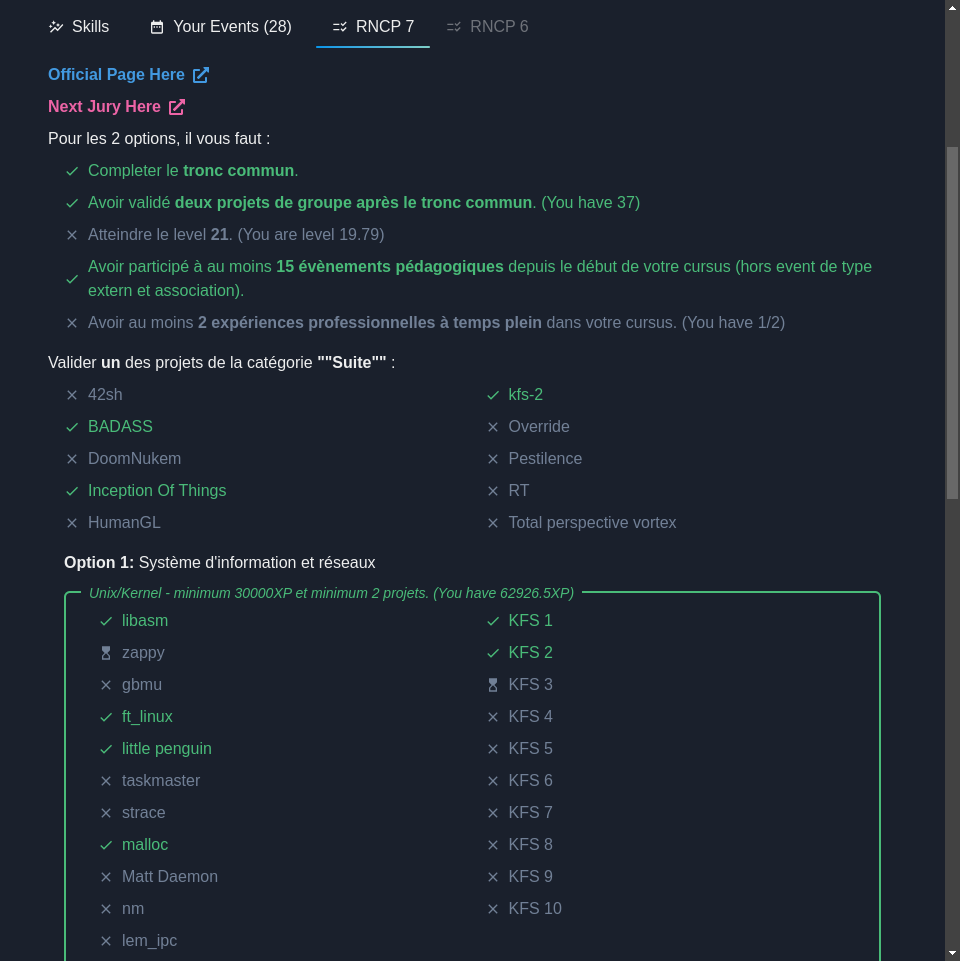 Skills
Your Events (28)
RNCP 7
RNCP 6
Official Page Here
Next Jury Here
Pour les 2 options, il vous faut :
Completer le tronc commun.
Avoir validé deux projets de groupe après le tronc commun. (You have 37)
Atteindre le level 21. (You are level 19.79)
Avoir participé à au moins 15 évènements pédagogiques depuis le début de votre cursus (hors event de type
extern et association).
Avoir au moins 2 expériences professionnelles à temps plein dans votre cursus. (You have 1/2)
Valider un des projets de la catégorie ""Suite"" :
42sh
kfs-2
BADASS
Override
DoomNukem
Pestilence
Inception Of Things
RT
HumanGL
Total perspective vortex
Option 1: Système d'information et réseaux
Unix/Kernel - minimum 30000XP et minimum 2 projets. (You have 62926.5XP)
libasm
KFS 1
zappy
KFS 2
gbmu
KFS 3
ft_linux
KFS 4
little penguin
KFS 5
taskmaster
KFS 6
strace
KFS 7
malloc
KFS 8
Matt Daemon
KFS 9
nm
KFS 10
lem_ipc